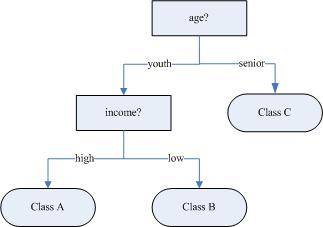 age?
youth
senior
income?
Class C
high
low
Class A
Class B